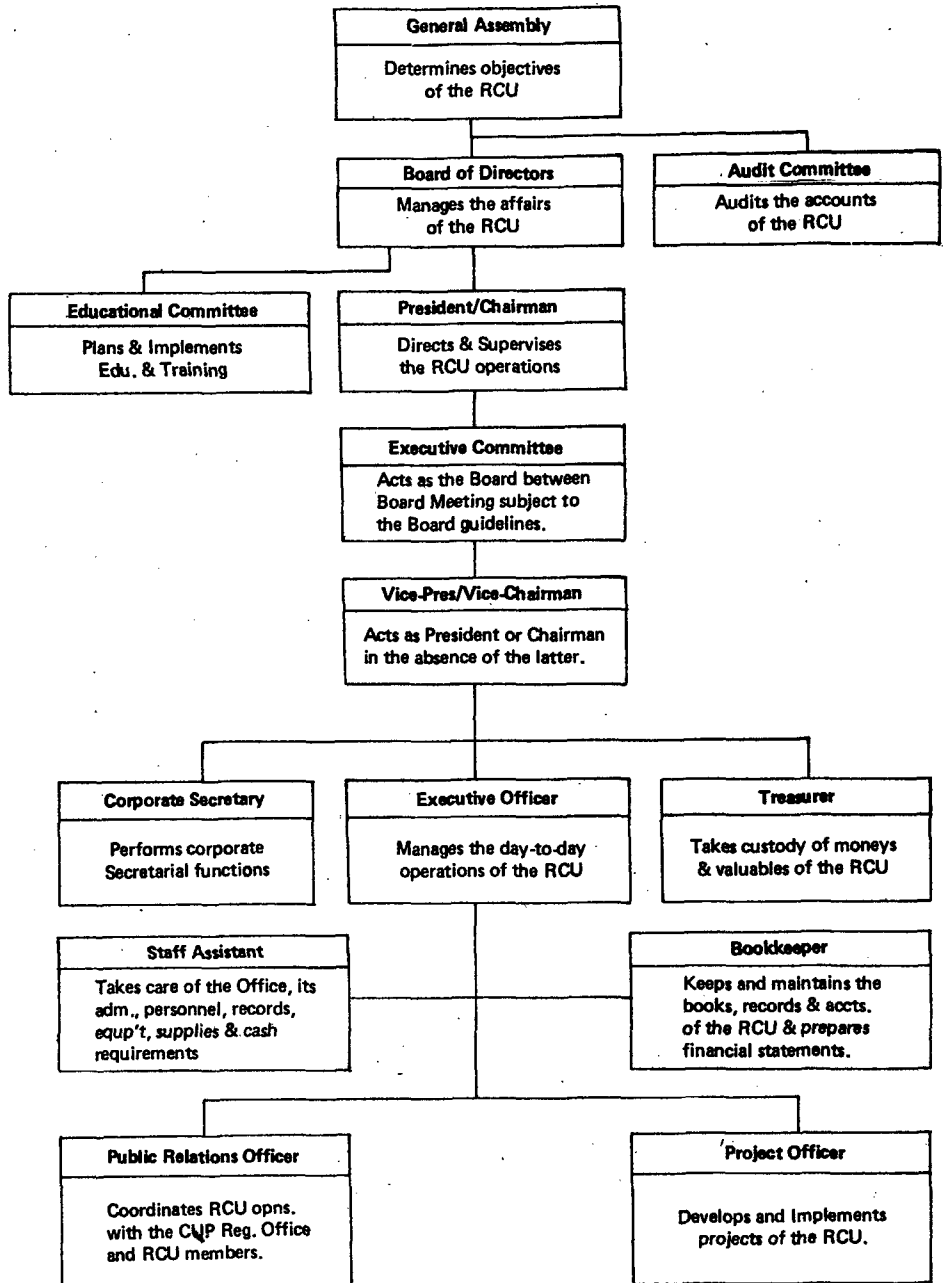 General Assembly
Determines objectives
of the RCU
Board of Directors
Manages the affairs
of the RCU
Audit Committee
Audits the accounts
of the RCU
Educational Committee
Plans & Implements
Edu. & Training
President/Chairman
Directs & Supervises
the RCU operations
Executive Committee
Acts as the Board between
Board Meeting subject to
the Board guidelines.
Vice-Pres/Vice-Chairman
Acts as President or Chairman
in the absence of the latter.
Corporate Secretary
Performs corporate
Secretarial functions
Executive Officer
Manages the day-to-day
operations of the RCU
Treasurer
Takes custody of moneys
& valuables of the RCU
Staff Assistant
Takes care of the Office, its
adm., personnel, records,
equp't, supplies & cash
requirements
Bookkeeper
Keeps and maintains the
books, records & accts.
of the RCU & prepares
financial statements.
Public Relations Officer
Coordinates RCU opns.
with the CUP Reg. Office
and RCU members.
Project Officer
Develops and Implements
projects of the RCU.